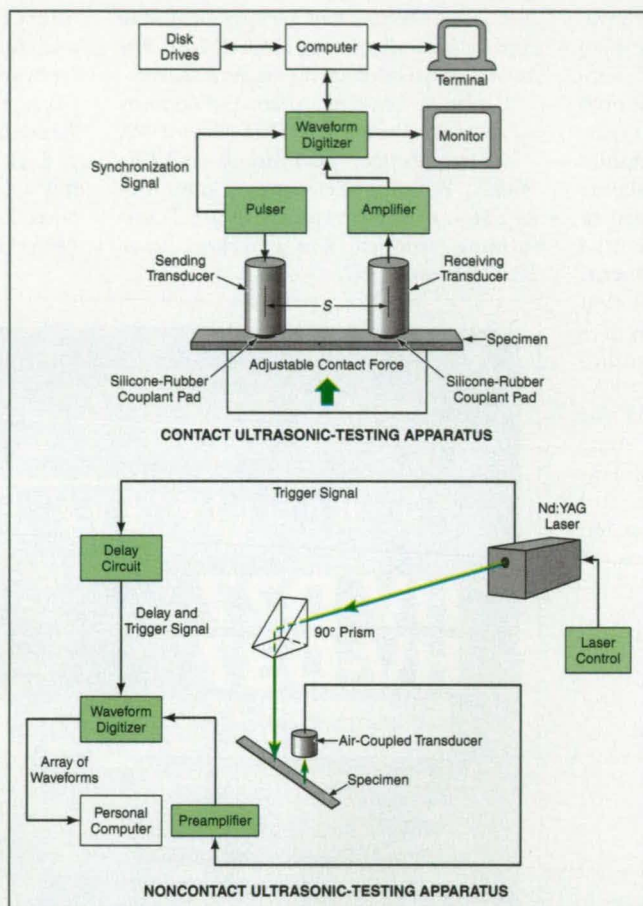 Disk
Drives
Computer
Terminal
Waveform
Digitizer
Monitor
Synchronization
Signal
Pulser
Amplifier
Sending
Transducer
Receiving
Transducer
S
Specimen
Adjustable Contact Force
Silicone-Rubber
Couplant Pad
Silicone-Rubber
Couplant Pad
CONTACT ULTRASONIC-TESTING APPARATUS
Trigger Signal
Nd:YAG
Laser
Delay
Circuit
Delay and
Trigger Signal
90° Prism
Laser
Control
Waveform
Digitizer
Air-Coupled Transducer
Array of
Waveforms
Specimen
Personal
Computer
Preamplifier
NONCONTACT ULTRASONIC-TESTING APPARATUS